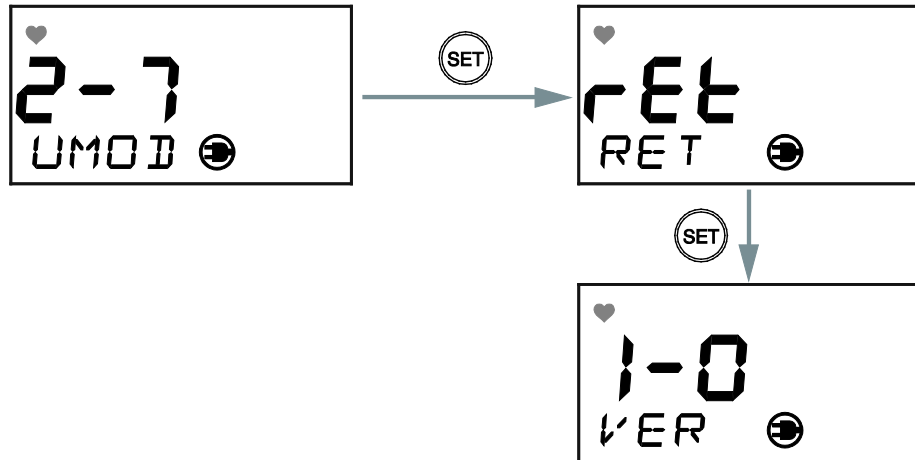 2-7
UMOD
SET
rEt
RET
SET
1-0
VER